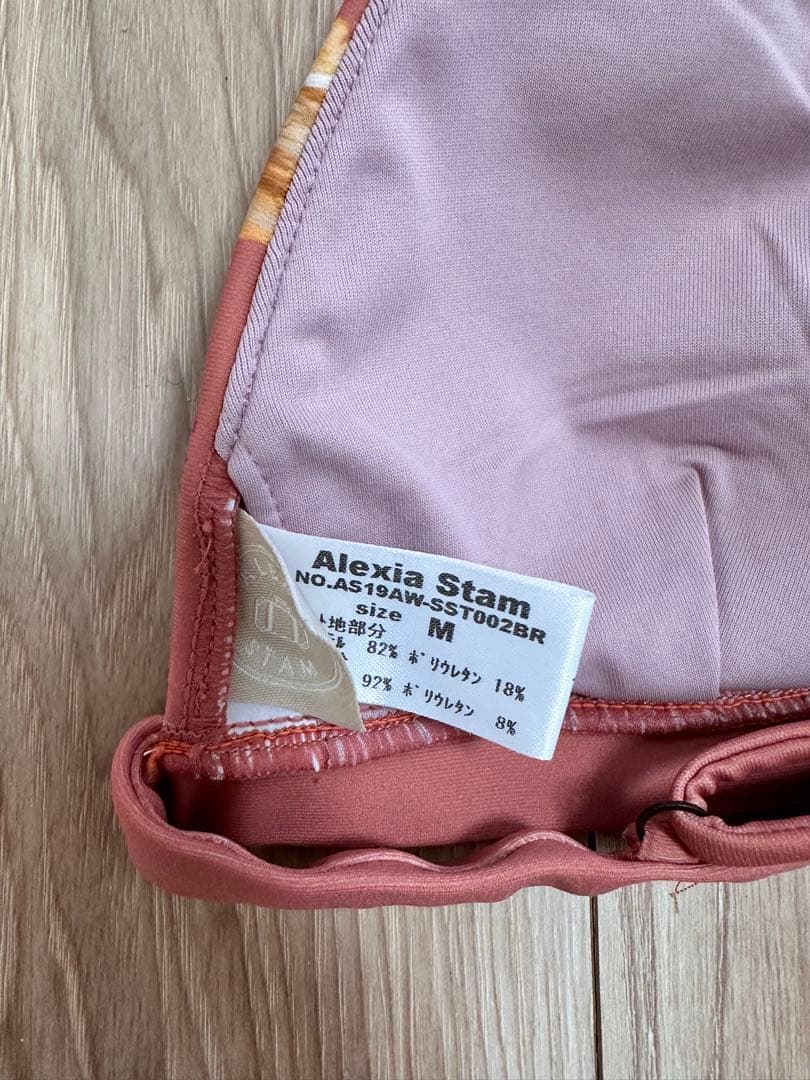 Alexia Stam
NO.AS19AW-SST002BR
size M
地部分
82% ポリウレタン 18%
92% ポリウレタン 8%
STAM